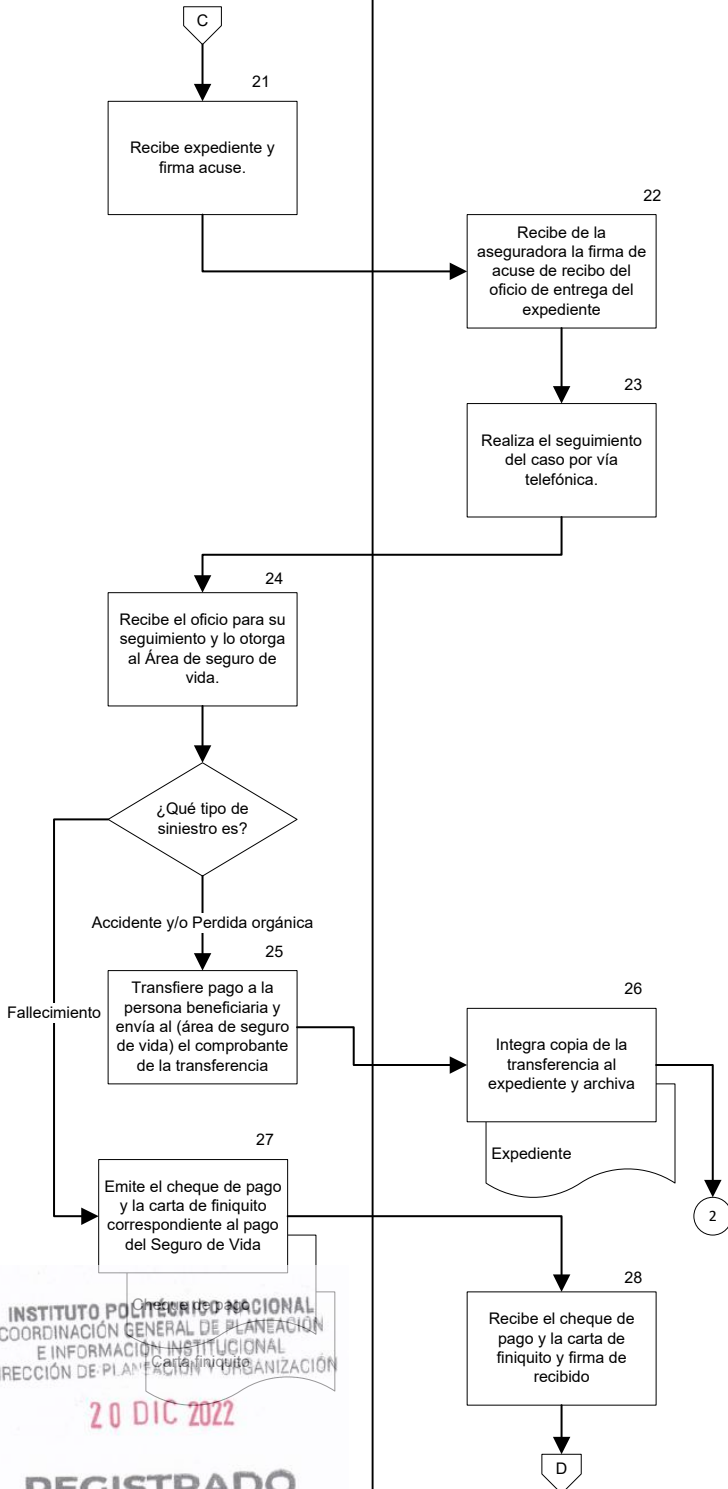 C
21
Recibe expediente y
firma acuse.
22
Recibe de la
aseguradora la firma de
acuse de recibo del
oficio de entrega del
expediente
23
Realiza el seguimiento
del caso por vía
telefónica.
24
Recibe el oficio para su
seguimiento y lo otorga
al Área de seguro de
vida.
¿Qué tipo de
siniestro es?
Accidente y/o Perdida orgánica
Fallecimiento
25
Transfiere pago a la
persona beneficiaria y
envía al (área de seguro
de vida) el comprobante
de la transferencia
26
Integra copia de la
transferencia al
expediente y archiva
Expediente
2
27
Emite el cheque de pago
y la carta de finiquito
correspondiente al pago
del Seguro de Vida
Cheque de pago
Carta finiquito
28
Recibe el cheque de
pago y la carta de
finiquito y firma de
recibido
D
INSTITUTO POLITÉCNICO NACIONAL
COORDINACIÓN GENERAL DE PLANEACIÓN
E INFORMACIÓN INSTITUCIONAL
DIRECCIÓN DE PLANEACIÓN Y ORGANIZACIÓN
20 DIC 2022
REGISTRADO